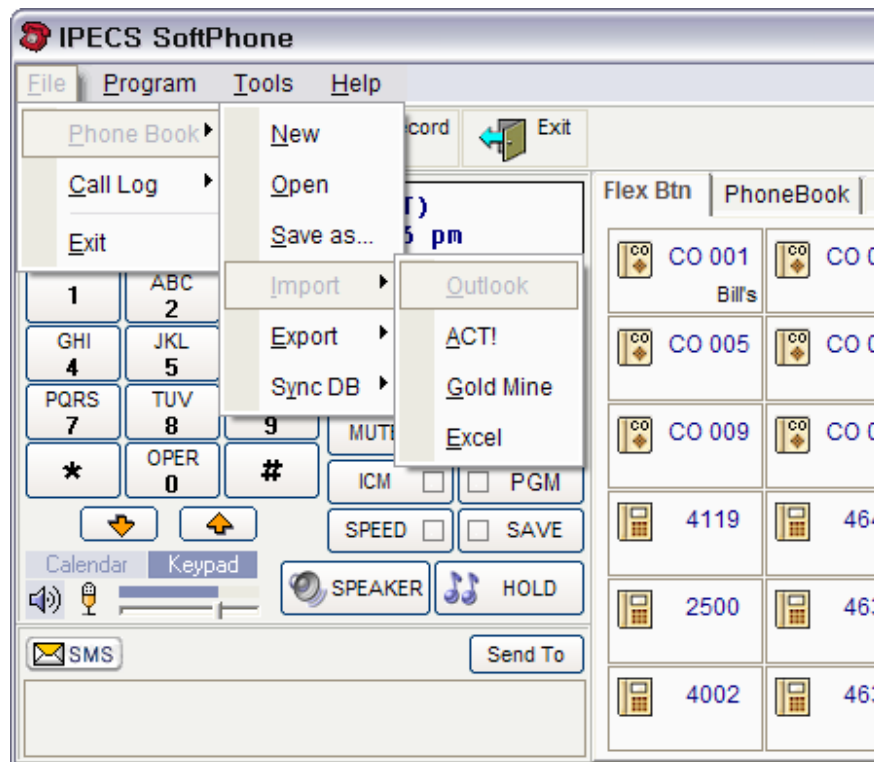 IPECS SoftPhone
File Program Tools Help
Phone Book
Call Log
Exit
New
Open
Save as...
Import
Export
Sync DB
Outlook
ACT!
Gold Mine
Excel
Exit
pm
Flex Btn PhoneBook
CO 001
Bill's
CO 005
CO 009
4119
2500
4002
1
ABC
2
GHI
4
JKL
5
PQRS
7
TUV
8
9
*
OPER
0
#
ICM
PGM
SPEED
SAVE
Calendar Keypad
SPEAKER
HOLD
SMS
Send To